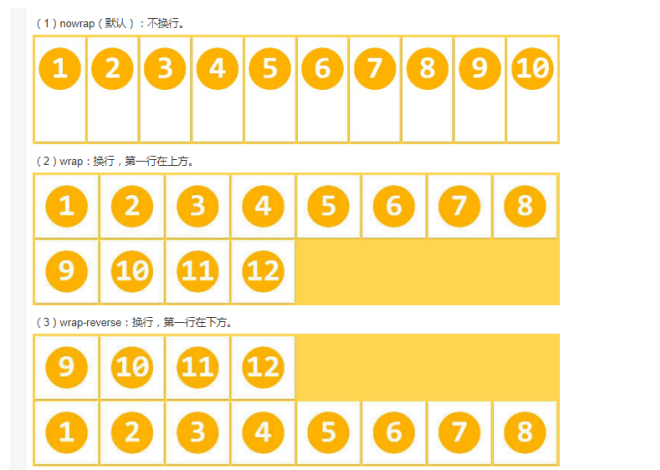 (1)nowrap(默认):不换行。
1 2 3 4 5 6 7 8 9 10
(2)wrap:换行,第一行在上方。
1 2 3 4 5 6 7 8
9 10 11 12
(3)wrap-reverse:换行,第一行在下方。
9 10 11 12
1 2 3 4 5 6 7 8